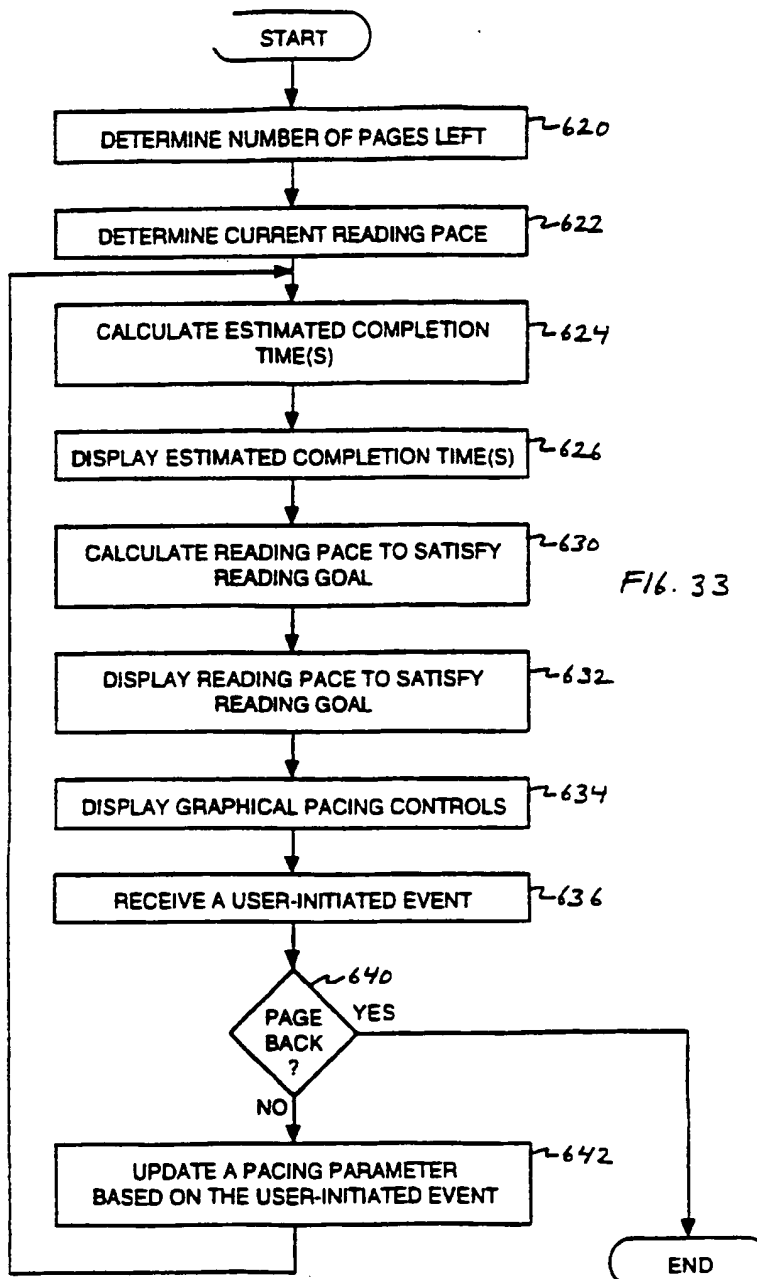 START
DETERMINE NUMBER OF PAGES LEFT
620
DETERMINE CURRENT READING PACE
622
CALCULATE ESTIMATED COMPLETION
TIME(S)
624
DISPLAY ESTIMATED COMPLETION TIME(S)
626
CALCULATE READING PACE TO SATISFY
READING GOAL
630
FIG. 33
DISPLAY READING PACE TO SATISFY
READING GOAL
632
DISPLAY GRAPHICAL PACING CONTROLS
634
RECEIVE A USER-INITIATED EVENT
636
640
PAGE
BACK
?
YES
NO
UPDATE A PACING PARAMETER
BASED ON THE USER-INITIATED EVENT
642
END